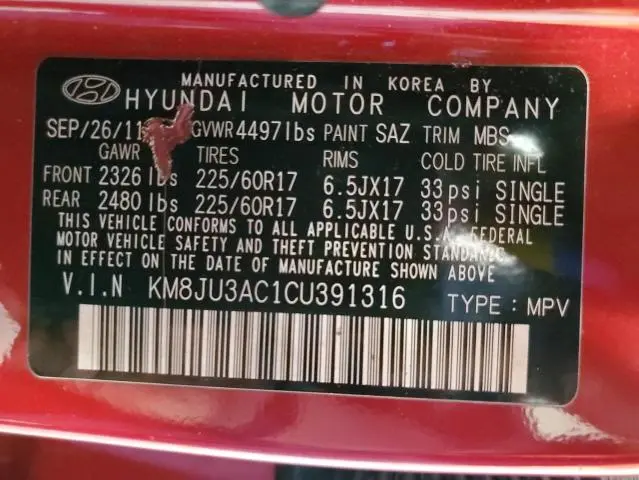 MANUFACTURED IN KOREA BY
HYUNDAI MOTOR COMPANY
SEP/26/11 GVWR 4497lbs PAINT SAZ TRIM MBS
GAWR TIRES RIMS COLD TIRE INFL
FRONT 2326 lbs 225/60R17 6.5JX17 33psi SINGLE
REAR 2480 lbs 225/60R17 6.5JX17 33psi SINGLE
THIS VEHICLE CONFORMS TO ALL APPLICABLE U.S.A. FEDERAL
MOTOR VEHICLE SAFETY AND THEFT PREVENTION STANDARDS
IN EFFECT ON THE DATE OF MANUFACTURE SHOWN ABOVE.
V.I.N KM8JU3AC1CU391316 TYPE: MPV